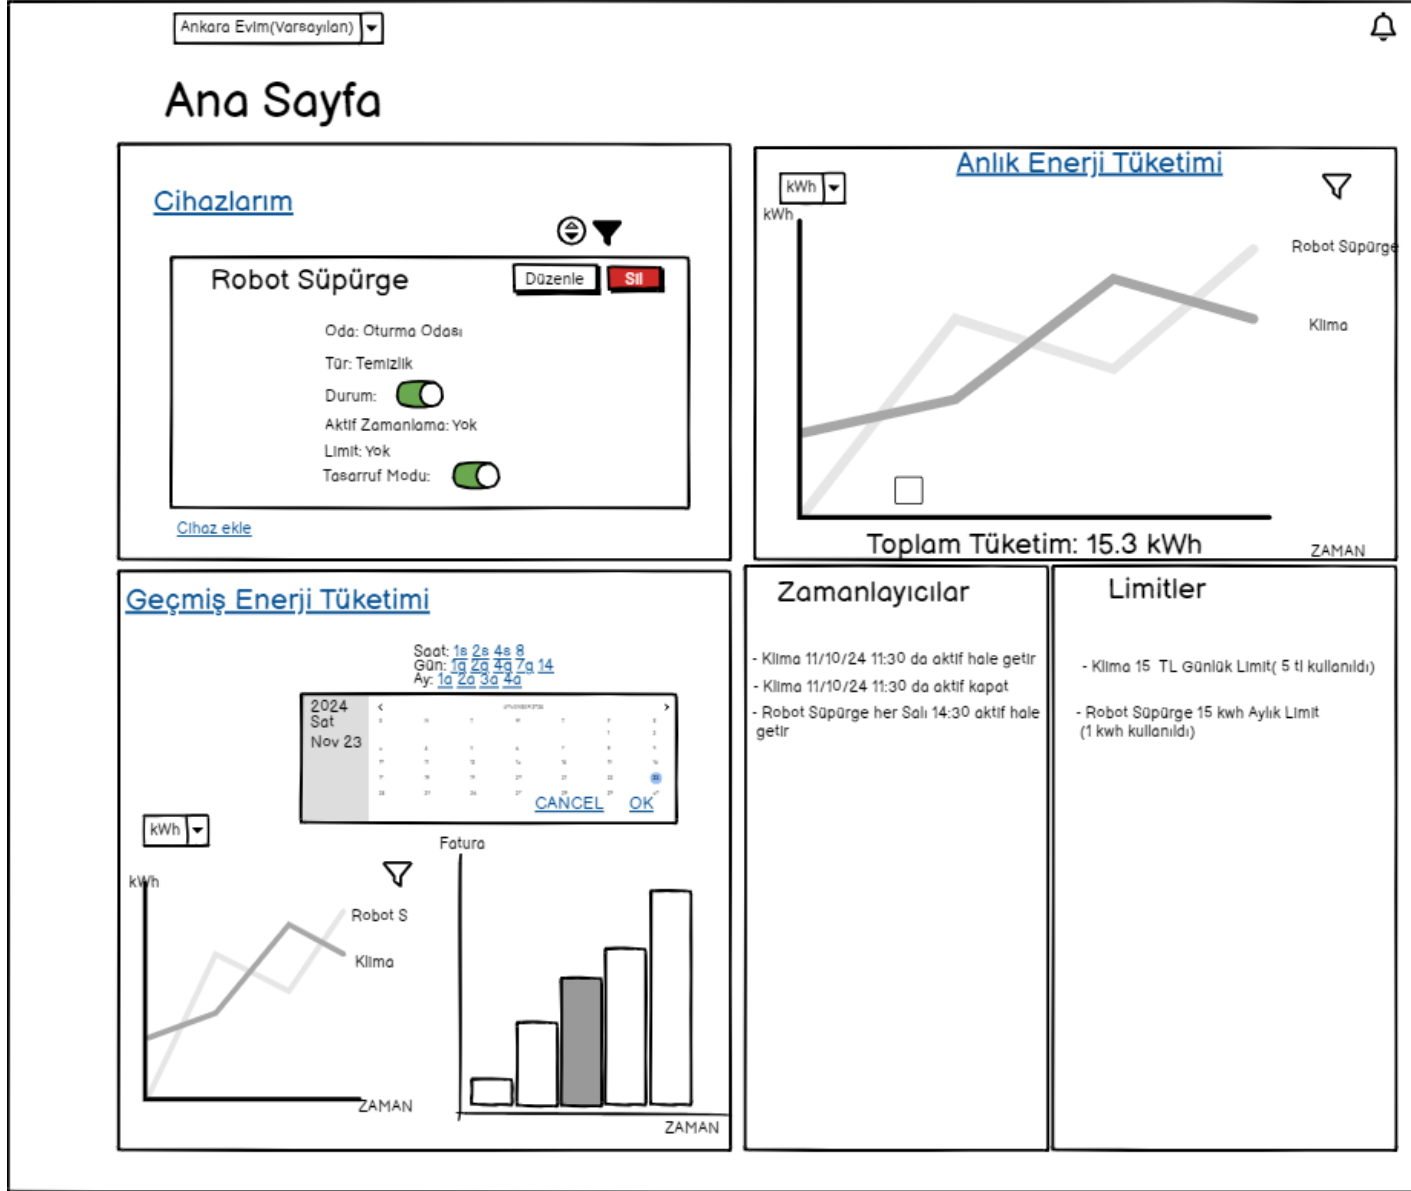 Ankara Evim(Varsayılan)
Ana Sayfa
Cihazlarım
Robot Süpürge
Düzenle
Sil
Oda: Oturma Odası
Tür: Temizlik
Durum:
Aktif Zamanlama: Yok
Limit: Yok
Tasarruf Modu:
Cihaz ekle
Anlık Enerji Tüketimi
kWh
kWh
Robot Süpürge
Klima
Toplam Tüketim: 15.3 kWh
ZAMAN
Geçmiş Enerji Tüketimi
Saat: 1s 2s 4s 8
Gün: 1g 2g 4g 7g 14
Ay: 1a 2a 3a 4a
2024
Sat
Nov 23
CANCEL OK
kWh
kWh
Robot S
Klima
ZAMAN
Fatura
ZAMAN
Zamanlayıcılar
- Klima 11/10/24 11:30 da aktif hale getir
- Klima 11/10/24 11:30 da aktif kapat
- Robot Süpürge her Salı 14:30 aktif hale
getir
Limitler
- Klima 15 TL Günlük Limit( 5 tl kullanıldı)
- Robot Süpürge 15 kwh Aylık Limit
(1 kwh kullanıldı)